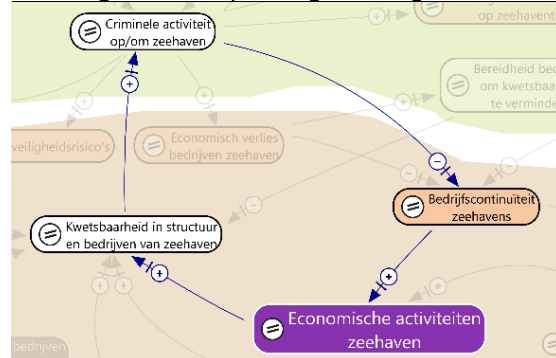 Criminele activiteit
op/om zeehaven
op zeehaven
Bereidheid bed
om kwetsbaa
te verminde
veiligheidsrisico's
Economisch verlies
bedrijven zeehaven
Bedrijfscontinuïteit
zeehavens
Kwetsbaarheid in structuur
en bedrijven van zeehaven
Economische activiteiten
zeehaven
bedrijven